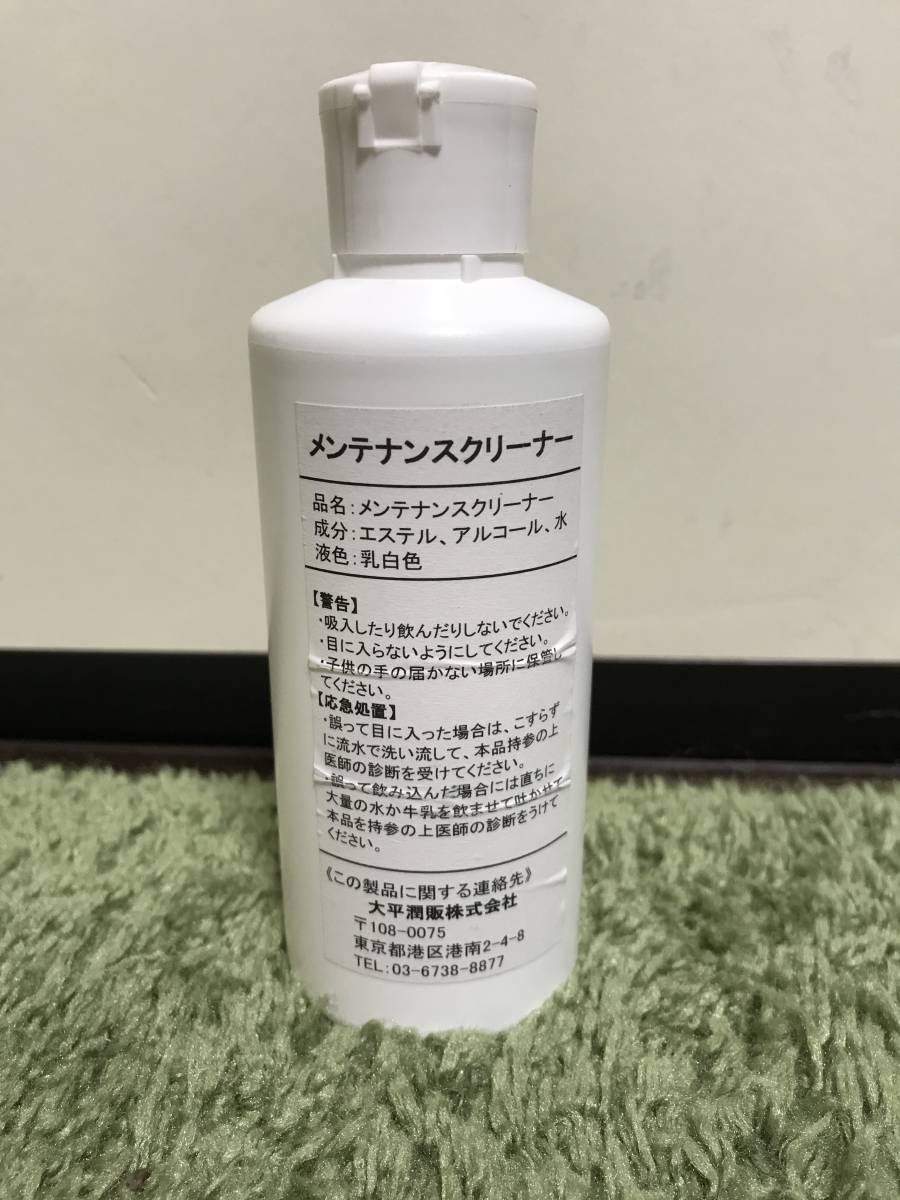 メンテナンスクリーナー
品名:メンテナンスクリーナー
成分:エステル、アルコール、水
液色:乳白色
【警告】
・吸入したり飲んだりしないでください。
・目に入らないようにしてください。
・子供の手の届かない場所に保管し
てください。
【応急処置】
・誤って目に入った場合は、こすらず
に流水で洗い流して、本品持参の上
医師の診断を受けてください。
・誤って飲み込んだ場合には直ちに
大量の水か牛乳を飲ませて吐かせて
本品を持参の上医師の診断をうけて
ください。
《この製品に関する連絡先》
大平潤販株式会社
〒108-0075
東京都港区港南2-4-8
TEL:03-6738-8877